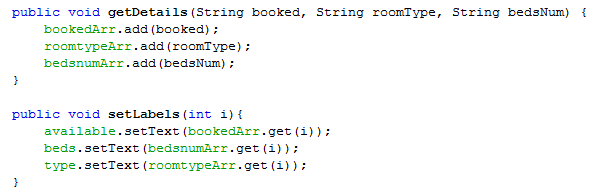 public void getDetails(String booked, String roomType, String bedsNum) {
    bookedArr.add(booked);
    roomtypeArr.add(roomType);
    bedsnumArr.add(bedsNum);
}

public void setLabels(int i){
    available.setText(bookedArr.get(i));
    beds.setText(bedsnumArr.get(i));
    type.setText(roomtypeArr.get(i));
}